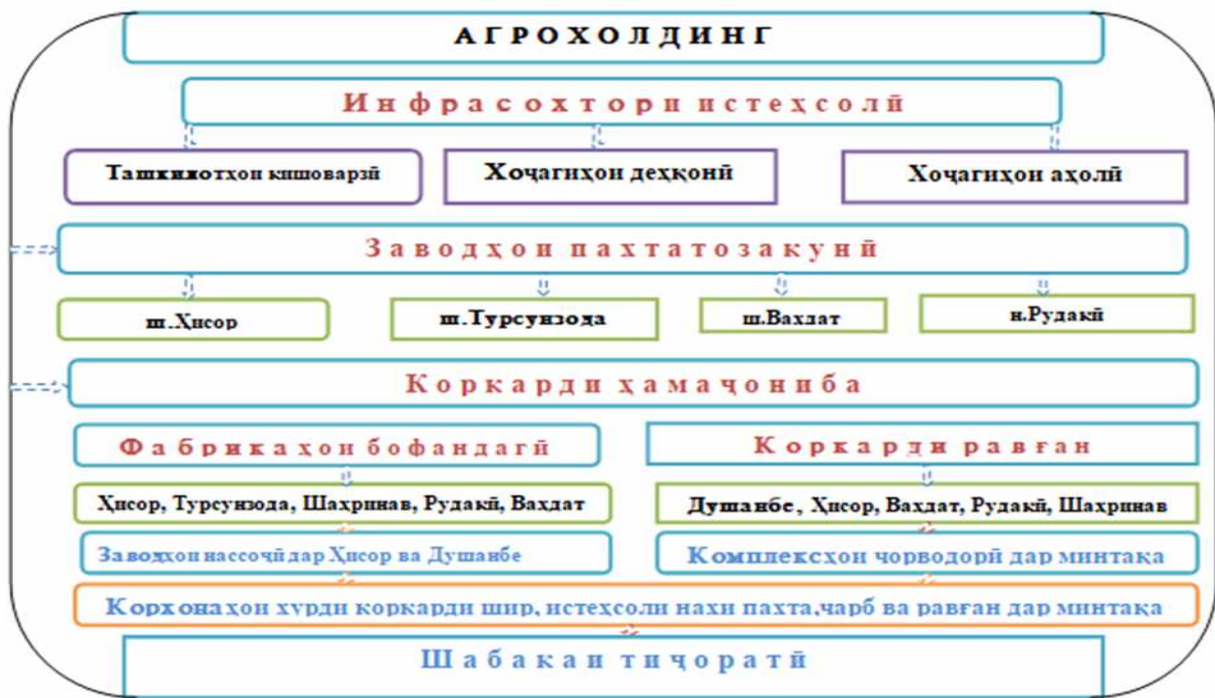 АГРОХОЛДИНГ
Инфрасохтори истеҳсолӣ
Ташкилотҳои кишоварзӣ
Хоҷагиҳои деҳқонӣ
Хоҷагиҳои аҳолӣ
Заводҳои пахтатозакунӣ
ш.Ҳисор
ш.Турсунзода
ш.Ваҳдат
н.Рудакӣ
Коркарди ҳамаҷониба
Фабрикаҳои бофандагӣ
Коркарди равған
Ҳисор, Турсунзода, Шаҳринав, Рудакӣ, Ваҳдат
Душанбе, Ҳисор, Ваҳдат, Рудакӣ, Шаҳринав
Заводҳои нассоҷӣ дар Ҳисор ва Душанбе
Комплексҳои чорводорӣ дар минтақа
Корхонаҳои хурди коркарди шир, истеҳсоли нахи пахта,чарб ва равған дар минтақа
Шабакаи тиҷоратӣ